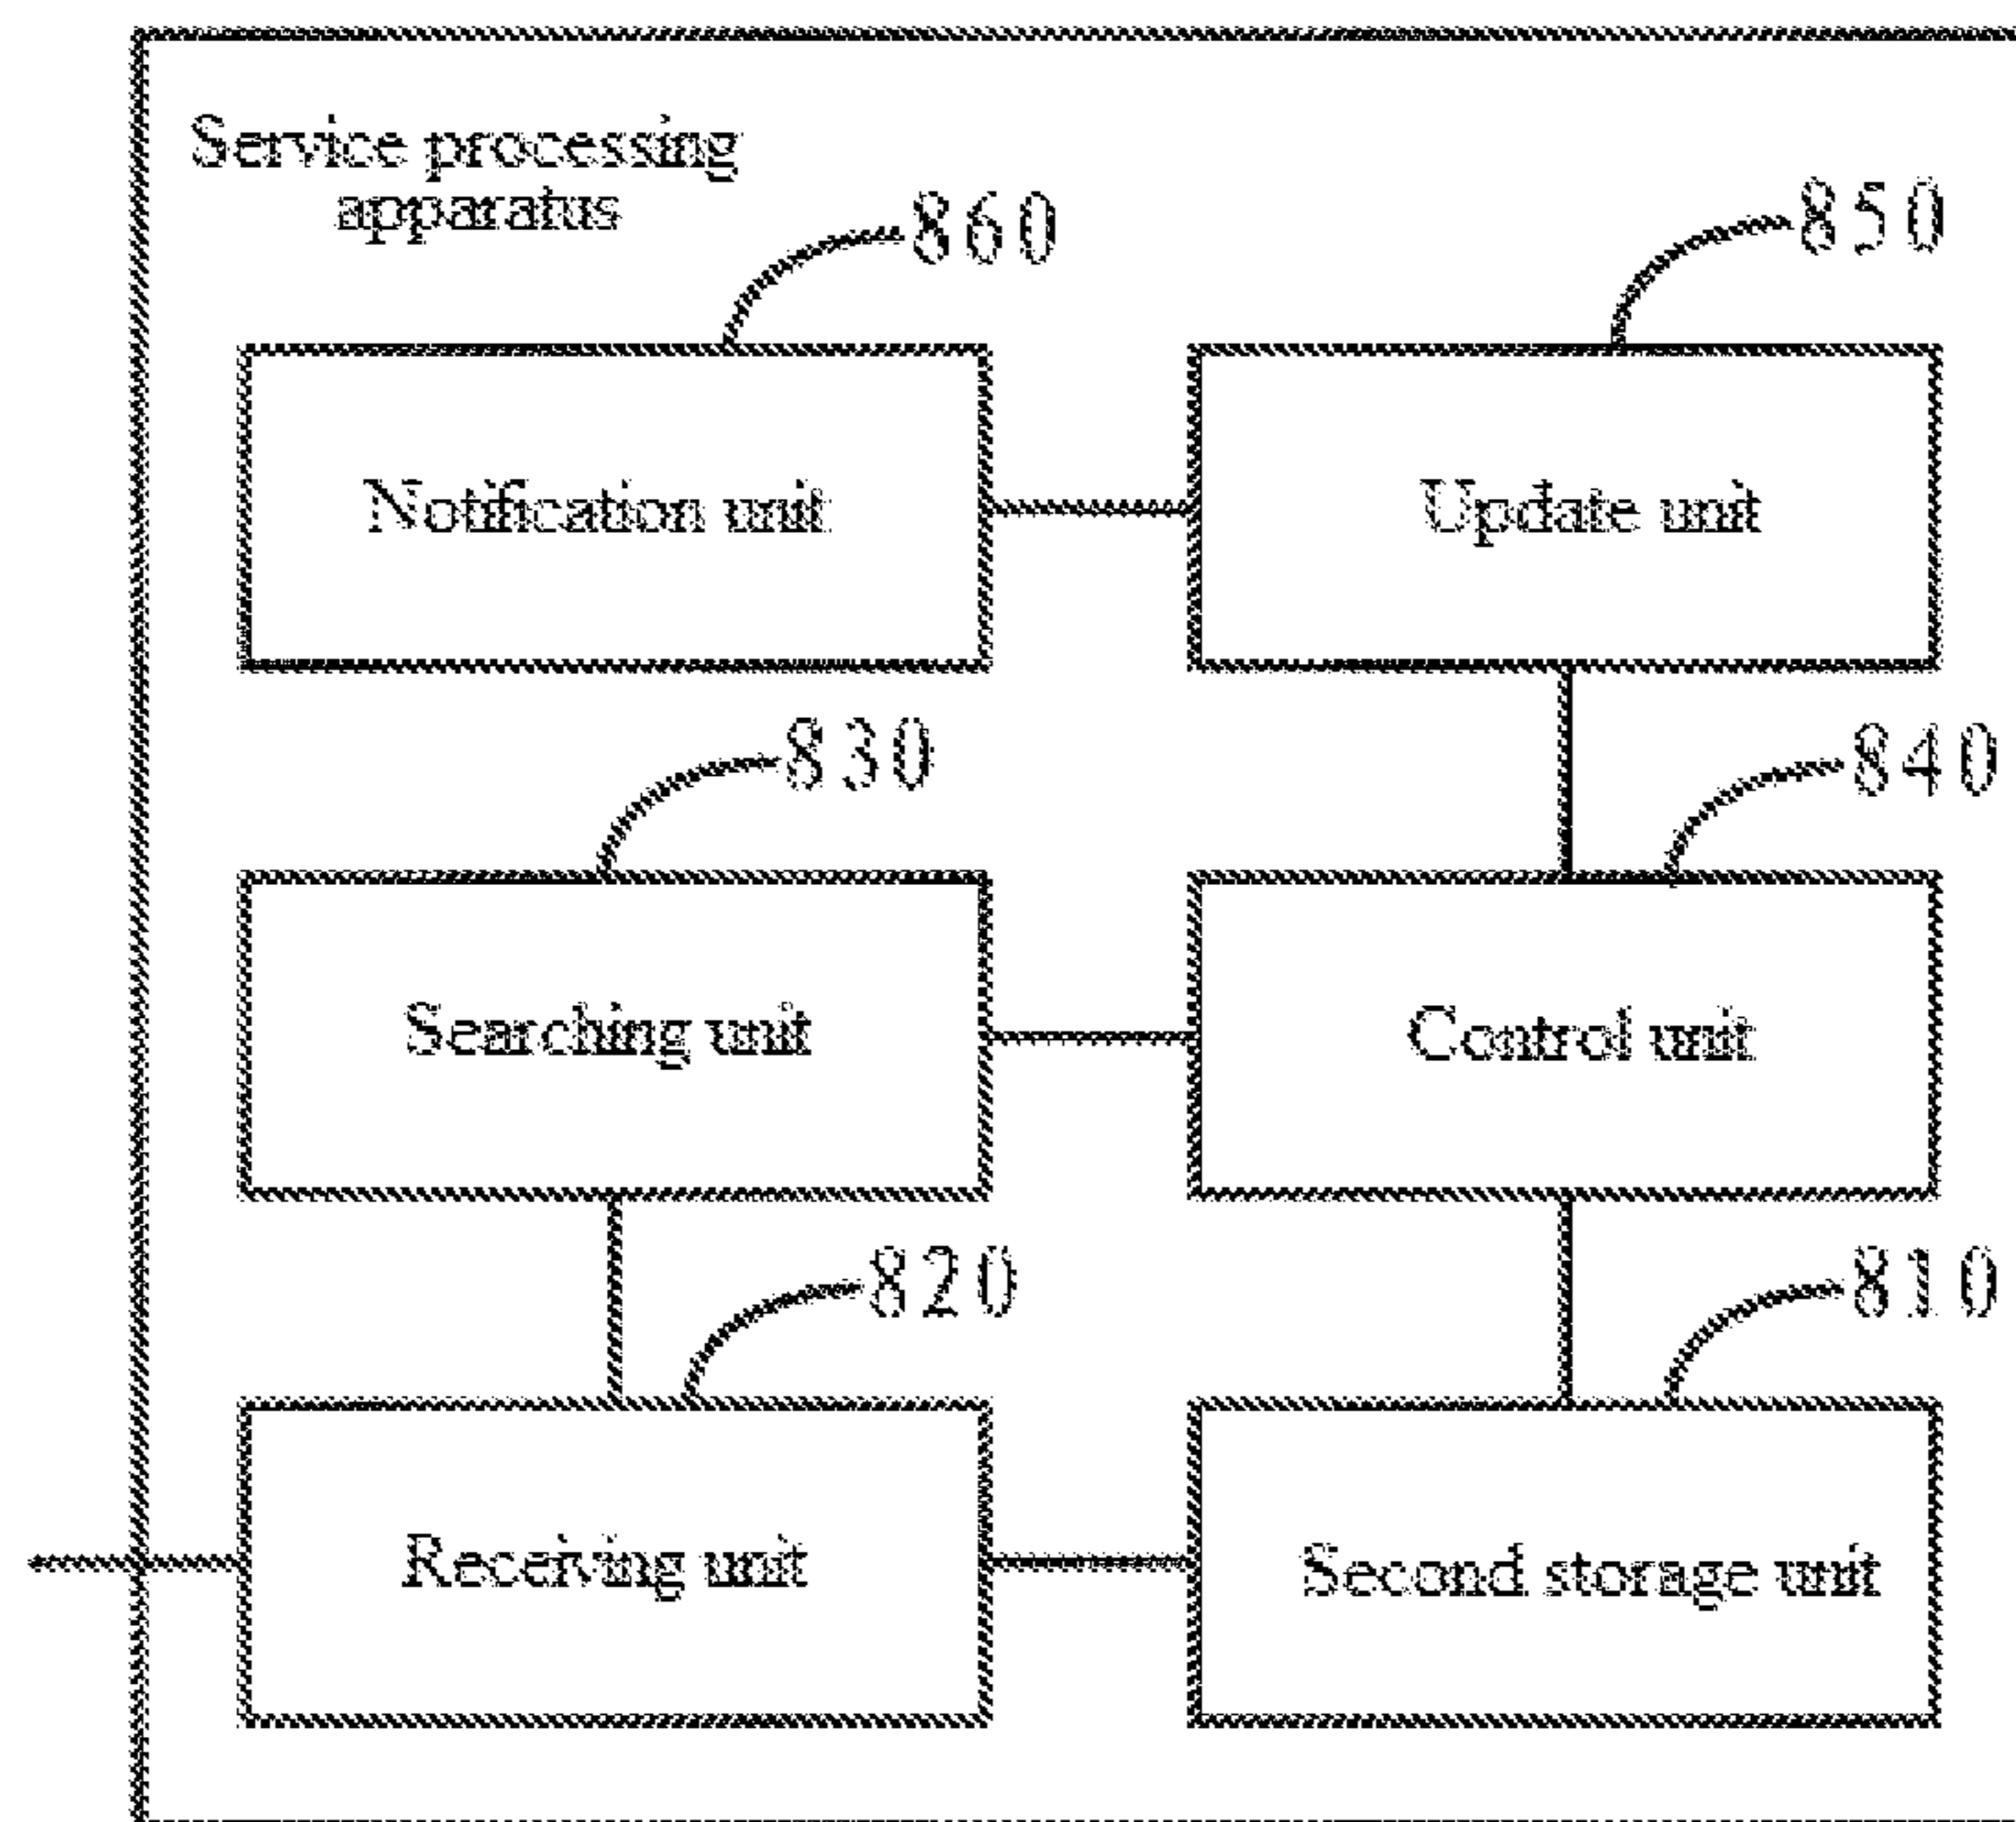 Service processing
apparatus
860
850
Notification unit
Update unit
830
840
Searching unit
Control unit
820
810
Receiving unit
Second storage unit